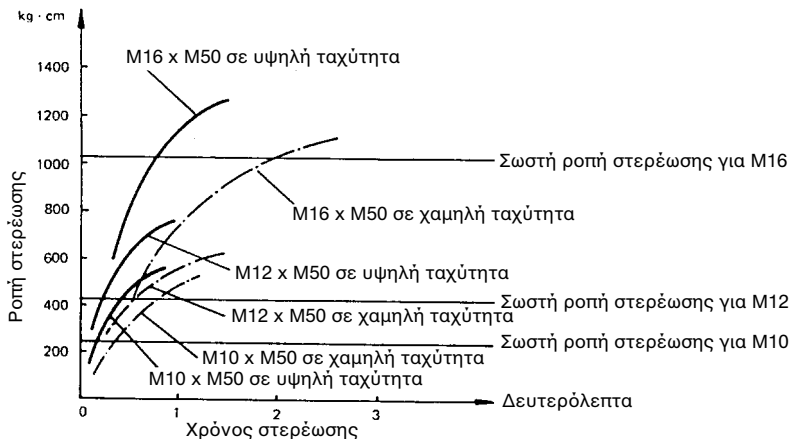 kg · cm
M16 x M50 σε υψηλή ταχύτητα
1400
1200
Σωστή ροπή στερέωσης για M16
1000
M16 x M50 σε χαμηλή ταχύτητα
Ροπή στερέωσης
800
M12 x M50 σε υψηλή ταχύτητα
600
Σωστή ροπή στερέωσης για M12
400
M12 x M50 σε χαμηλή ταχύτητα
Σωστή ροπή στερέωσης για M10
M10 x M50 σε χαμηλή ταχύτητα
200
M10 x M50 σε υψηλή ταχύτητα
Δευτερόλεπτα
0 1 2 3
Χρόνος στερέωσης